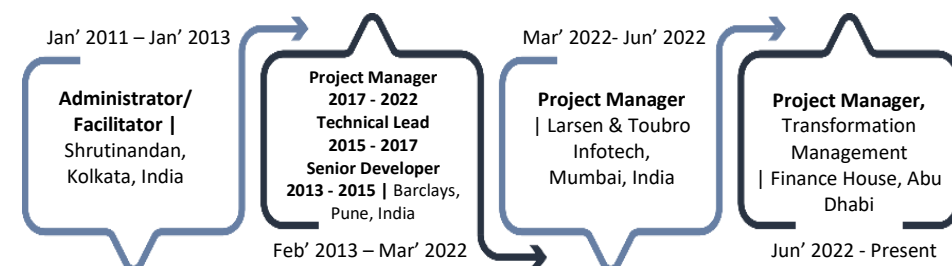 Jan’ 2011 – Jan’ 2013
Administrator/
Facilitator |
Shrutinandan,
Kolkata, India
Project Manager
2017 - 2022
Technical Lead
2015 - 2017
Senior Developer
2013 - 2015 | Barclays,
Pune, India
Feb’ 2013 – Mar’ 2022
Mar’ 2022- Jun’ 2022
Project Manager
| Larsen & Toubro
Infotech,
Mumbai, India
Project Manager,
Transformation
Management
| Finance House, Abu
Dhabi
Jun’ 2022 - Present